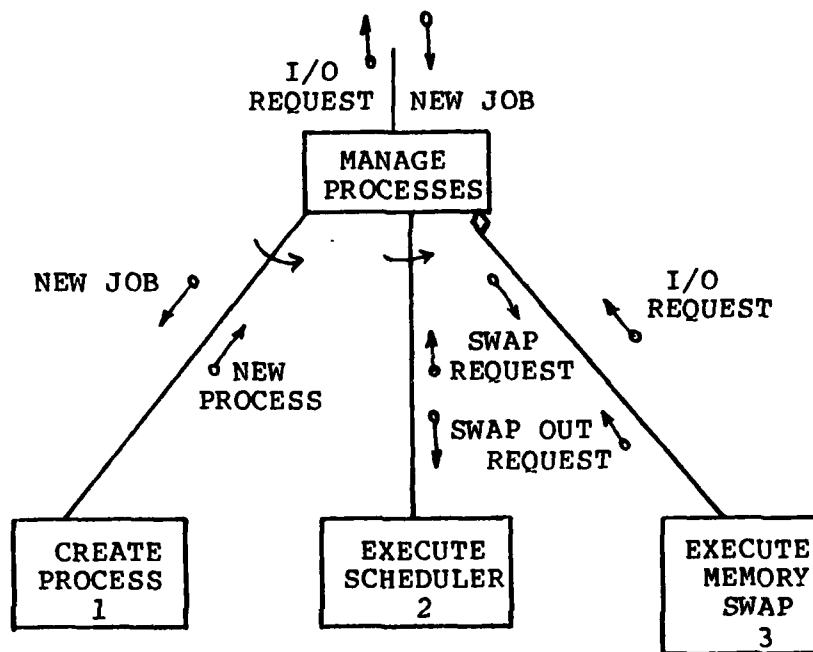 I/O
REQUEST
NEW JOB
MANAGE
PROCESSES
NEW JOB
I/O
REQUEST
NEW
PROCESS
SWAP
REQUEST
SWAP OUT
REQUEST
CREATE
PROCESS
1
EXECUTE
SCHEDULER
2
EXECUTE
MEMORY
SWAP
3